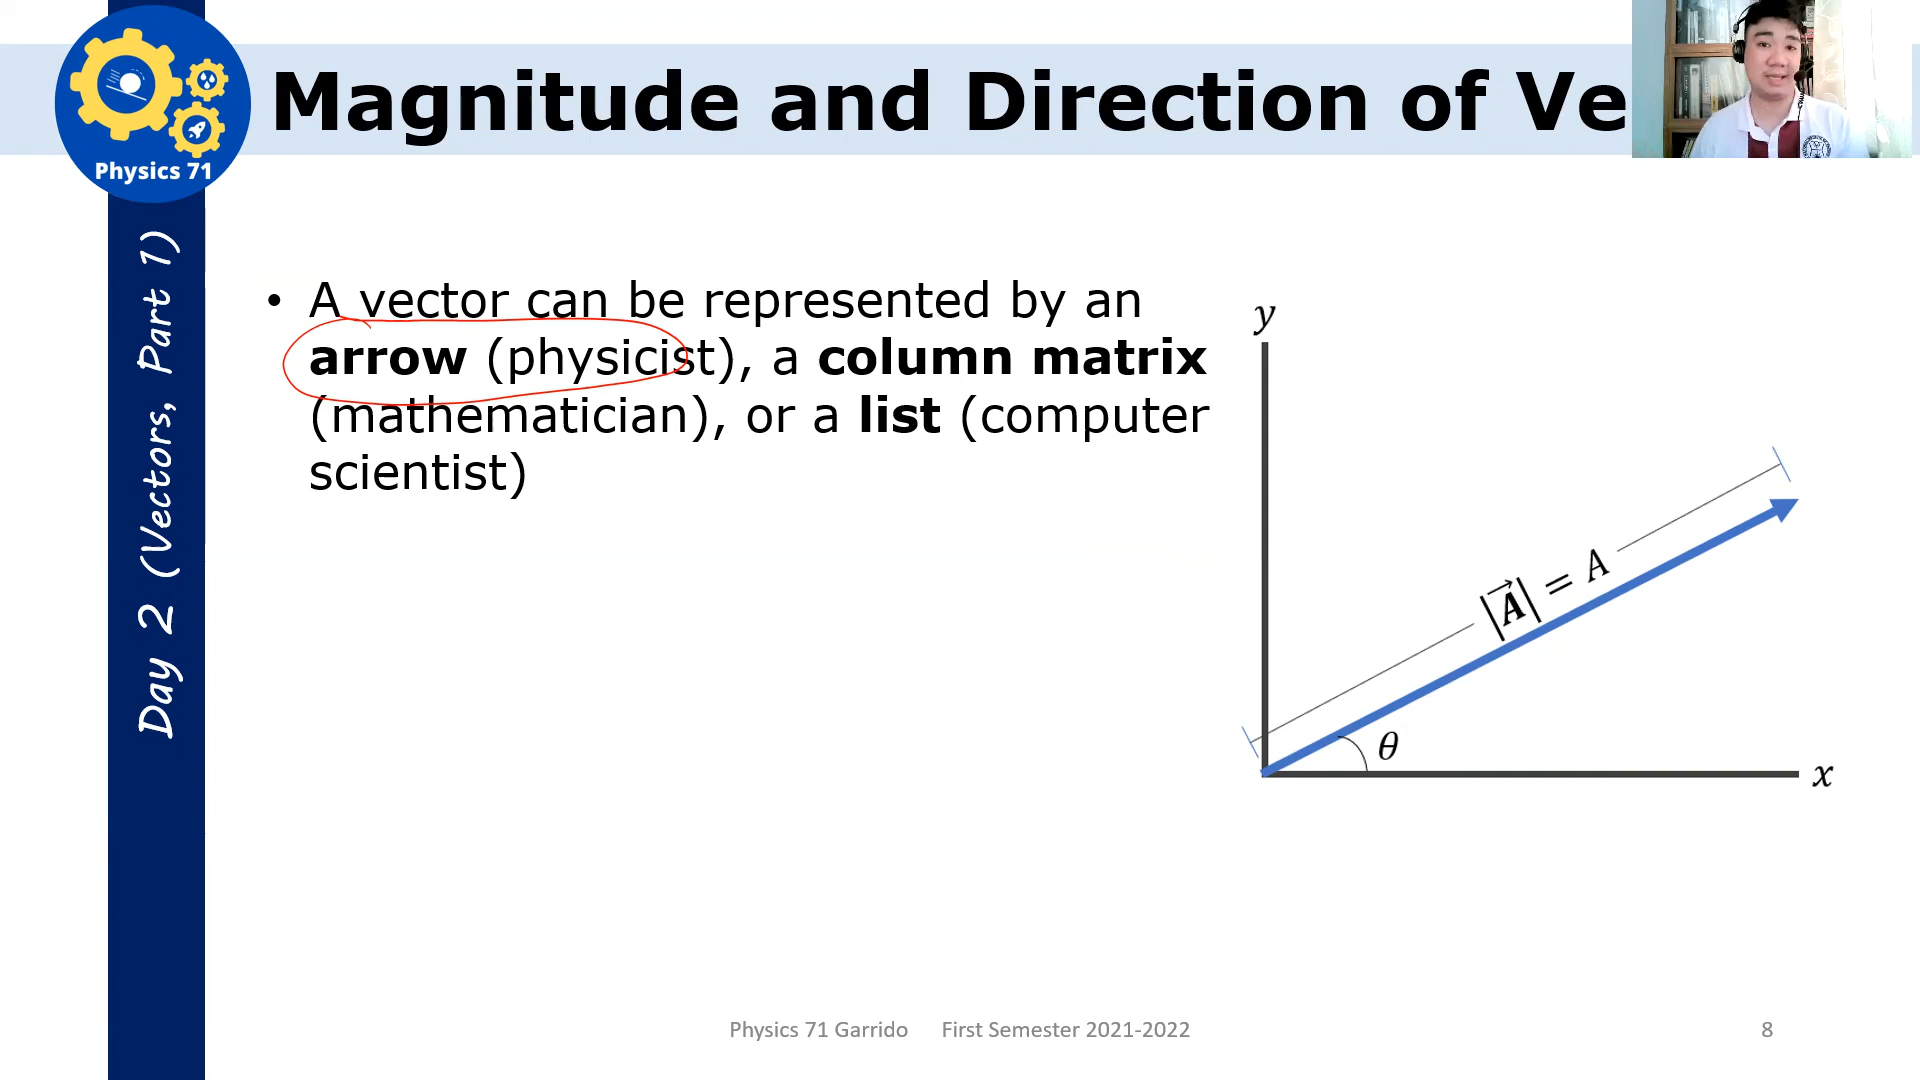 Magnitude and Direction of Ve
Physics 71
Day 2 (Vectors, Part 1)
• A vector can be represented by an
arrow (physicist), a column matrix
(mathematician), or a list (computer
scientist)
y
|A⃗| = A
θ
x
Physics 71 Garrido First Semester 2021-2022
8